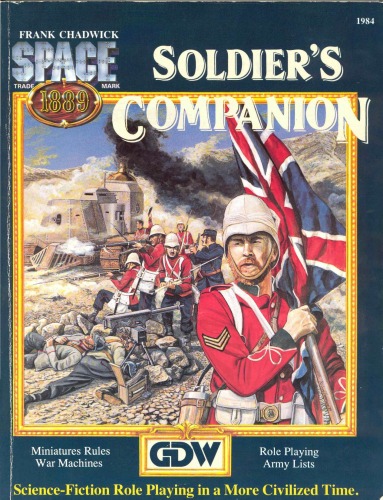 1984
FRANK CHADWICK
SPACE
TRADE MARK
1889
SOLDIER'S
COMPANION
Miniatures Rules
War Machines
GDW
Role Playing
Army Lists
Science-Fiction Role Playing in a More Civilized Time.